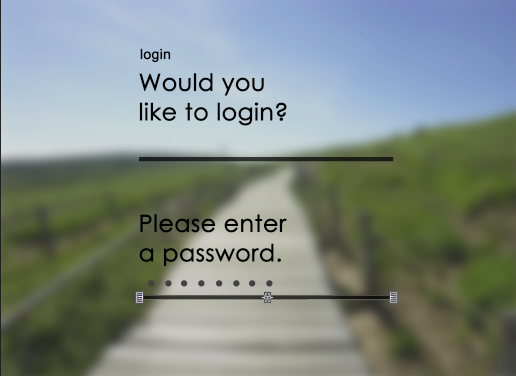 login
Would you
like to login?
Please enter
a password.